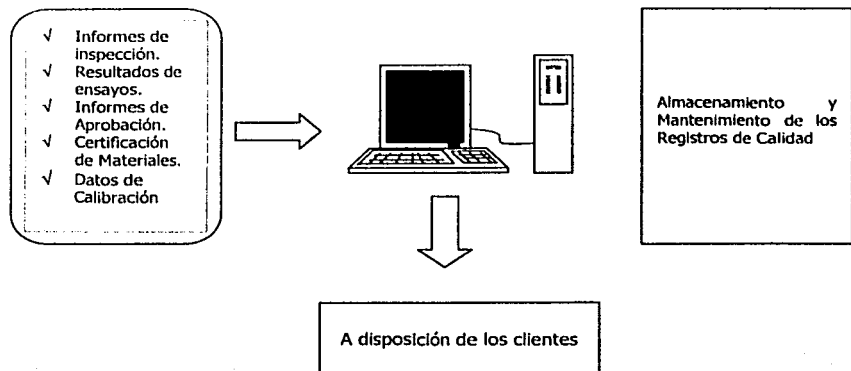 √ Informes de
inspección.
√ Resultados de
ensayos.
√ Informes de
Aprobación.
√ Certificación
de Materiales.
√ Datos de
Calibración
Almacenamiento y
Mantenimiento de los
Registros de Calidad
A disposición de los clientes